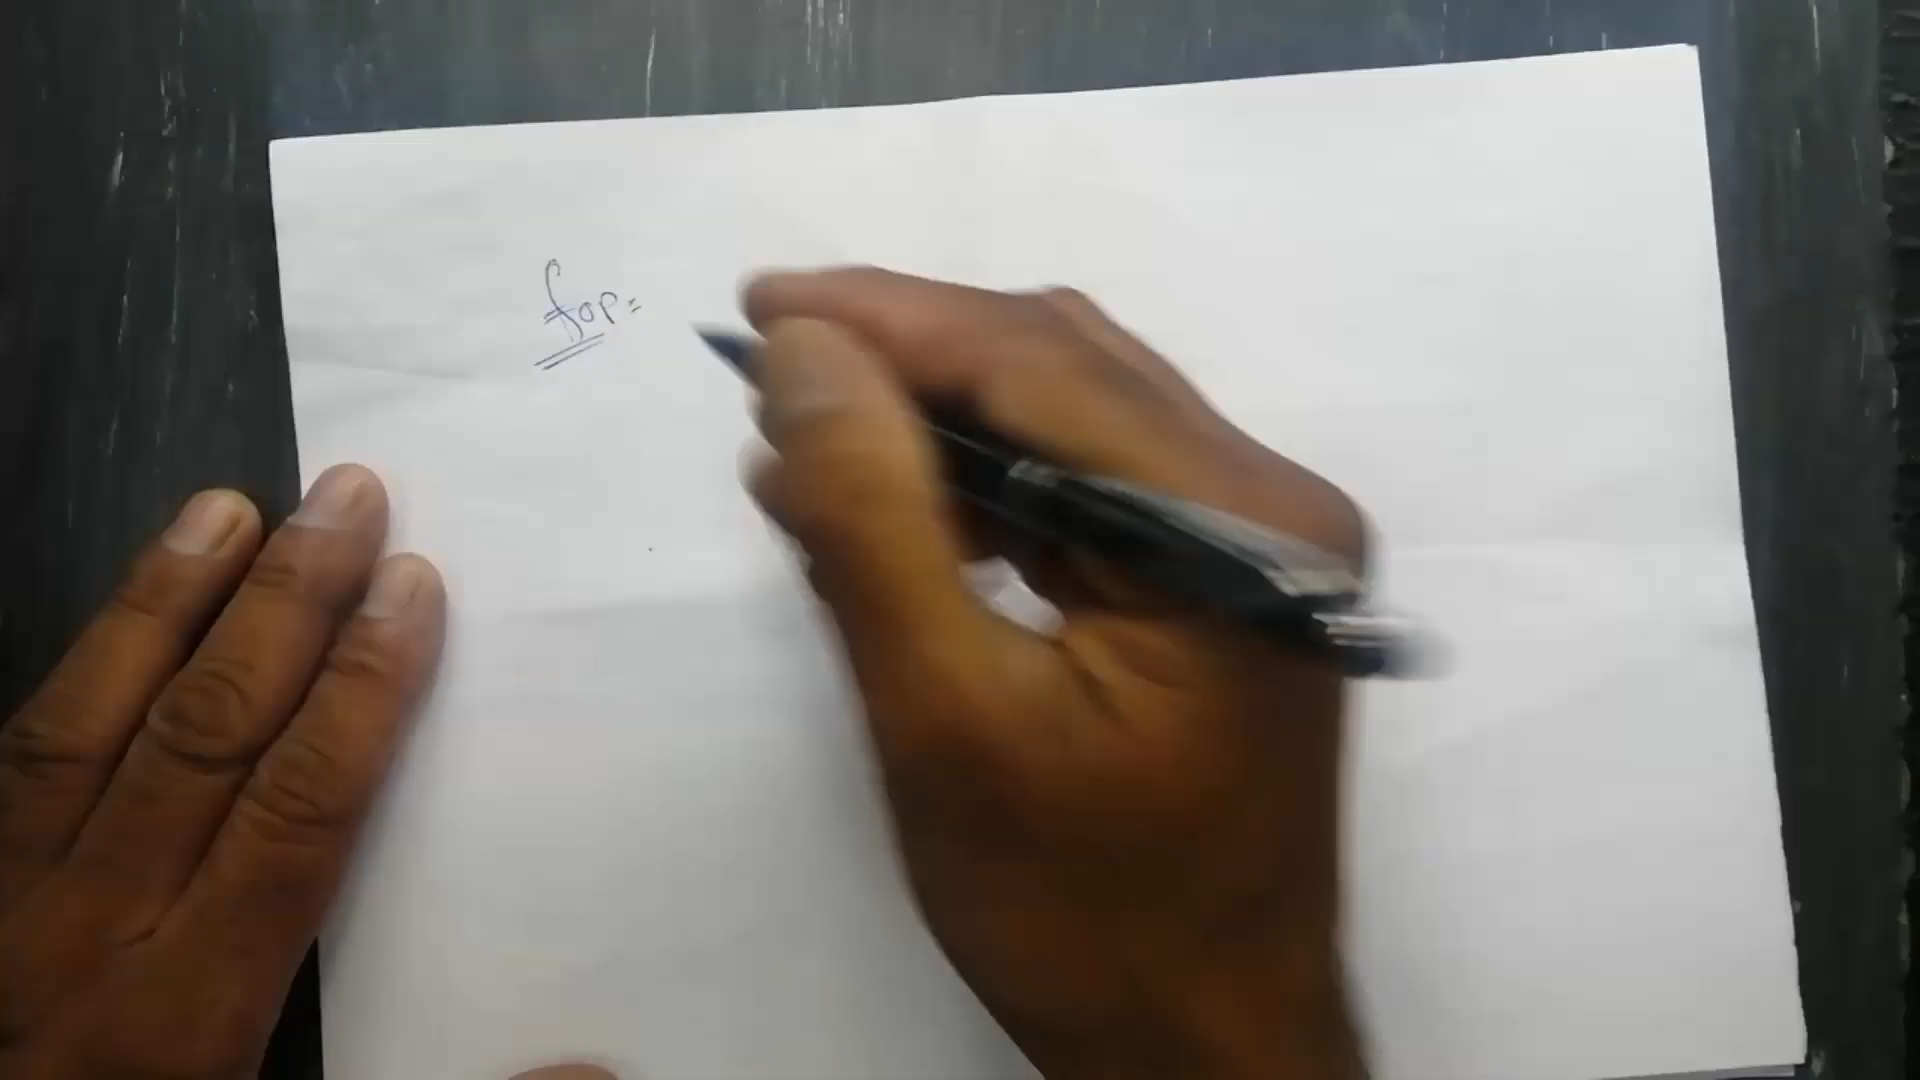 fop =